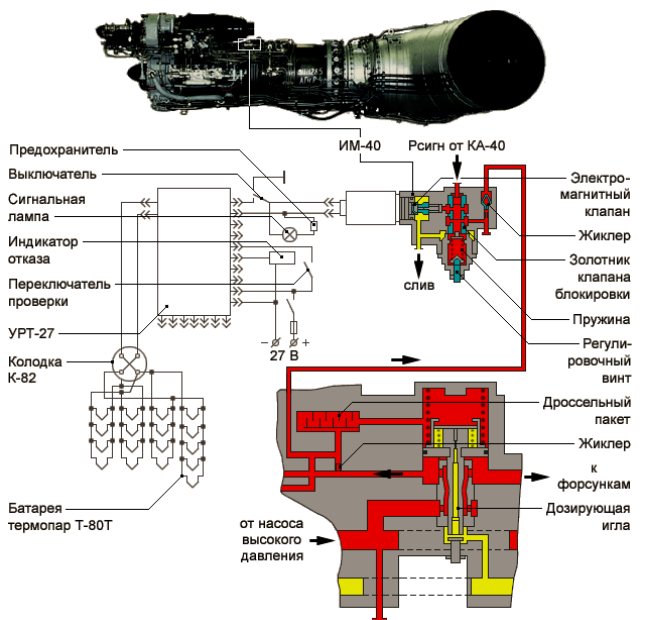 ИМ-40
Рсигн от КА-40
Предохранитель
Выключатель
Сигнальная
лампа
Индикатор
отказа
Переключатель
проверки
УРТ-27
Колодка
К-82
Батарея
термопар Т-80Т
− 27 В +
слив
Электро-
магнитный
клапан
Жиклер
Золотник
клапана
блокировки
Пружина
Регули-
ровочный
винт
Дроссельный
пакет
Жиклер
к
форсункам
Дозирующая
игла
от насоса
высокого
давления